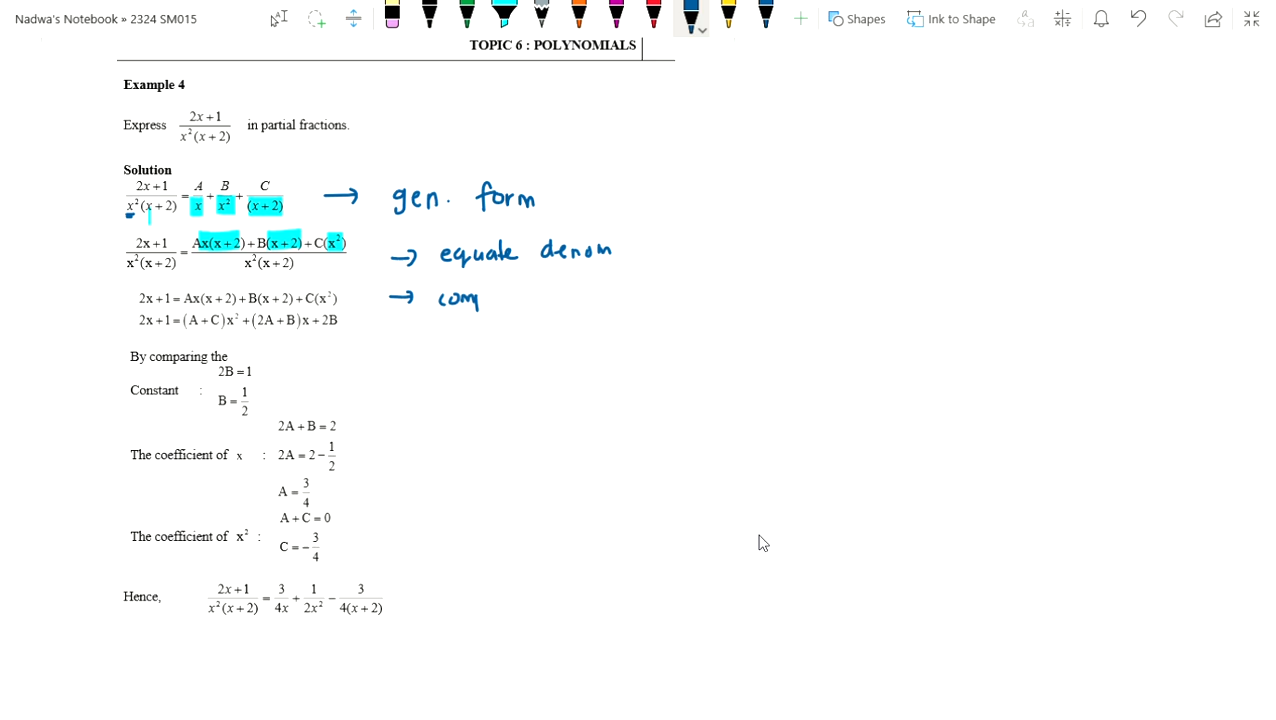 Nadwa's Notebook » 2324 SM015
Shapes
Ink to Shape
TOPIC 6 : POLYNOMIALS
Example 4
Express (2x+1)/(x²(x+2)) in partial fractions.
Solution
(2x+1)/(x²(x+2)) = A/x + B/x² + C/(x+2) → gen. form
(2x+1)/(x²(x+2)) = (Ax(x+2)+B(x+2)+C(x²))/(x²(x+2)) → equate denom
2x+1 = Ax(x+2)+B(x+2)+C(x²) → com
2x+1 = (A+C)x² +(2A+B)x+2B
By comparing the
2B = 1
Constant :
B = 1/2
2A+B = 2
The coefficient of x : 2A = 2 − 1/2
A = 3/4
A+C = 0
The coefficient of x² :
C = − 3/4
Hence, (2x+1)/(x²(x+2)) = 3/(4x) + 1/(2x²) − 3/(4(x+2))